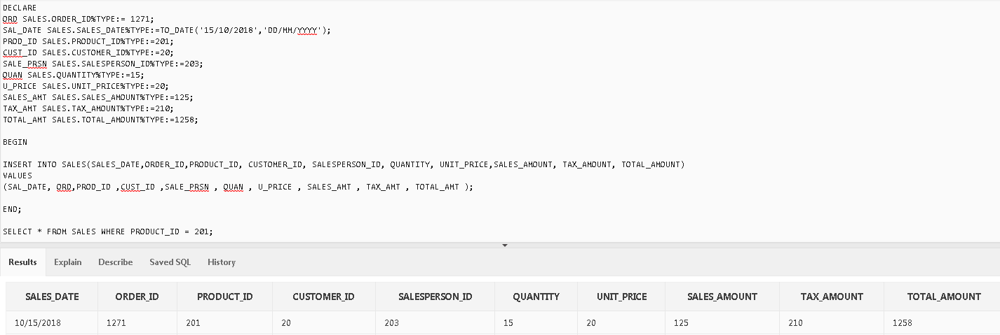 DECLARE
ORD SALES.ORDER_ID%TYPE:= 1271;
SAL_DATE SALES.SALES_DATE%TYPE:=TO_DATE('15/10/2018','DD/MM/YYYY');
PROD_ID SALES.PRODUCT_ID%TYPE:=201;
CUST_ID SALES.CUSTOMER_ID%TYPE:=20;
SALE_PRSN SALES.SALESPERSON_ID%TYPE:=203;
QUAN SALES.QUANTITY%TYPE:=15;
U_PRICE SALES.UNIT_PRICE%TYPE:=20;
SALES_AMT SALES.SALES_AMOUNT%TYPE:=125;
TAX_AMT SALES.TAX_AMOUNT%TYPE:=210;
TOTAL_AMT SALES.TOTAL_AMOUNT%TYPE:=1258;
BEGIN
INSERT INTO SALES(SALES_DATE,ORDER_ID,PRODUCT_ID, CUSTOMER_ID, SALESPERSON_ID, QUANTITY, UNIT_PRICE,SALES_AMOUNT, TAX_AMOUNT, TOTAL_AMOUNT)
VALUES
(SAL_DATE, ORD,PROD_ID ,CUST_ID ,SALE_PRSN , QUAN , U_PRICE , SALES_AMT , TAX_AMT , TOTAL_AMT );
END;
SELECT * FROM SALES WHERE PRODUCT_ID = 201;
Results Explain Describe Saved SQL History
SALES_DATE ORDER_ID PRODUCT_ID CUSTOMER_ID SALESPERSON_ID QUANTITY UNIT_PRICE SALES_AMOUNT TAX_AMOUNT TOTAL_AMOUNT
10/15/2018 1271 201 20 203 15 20 125 210 1258